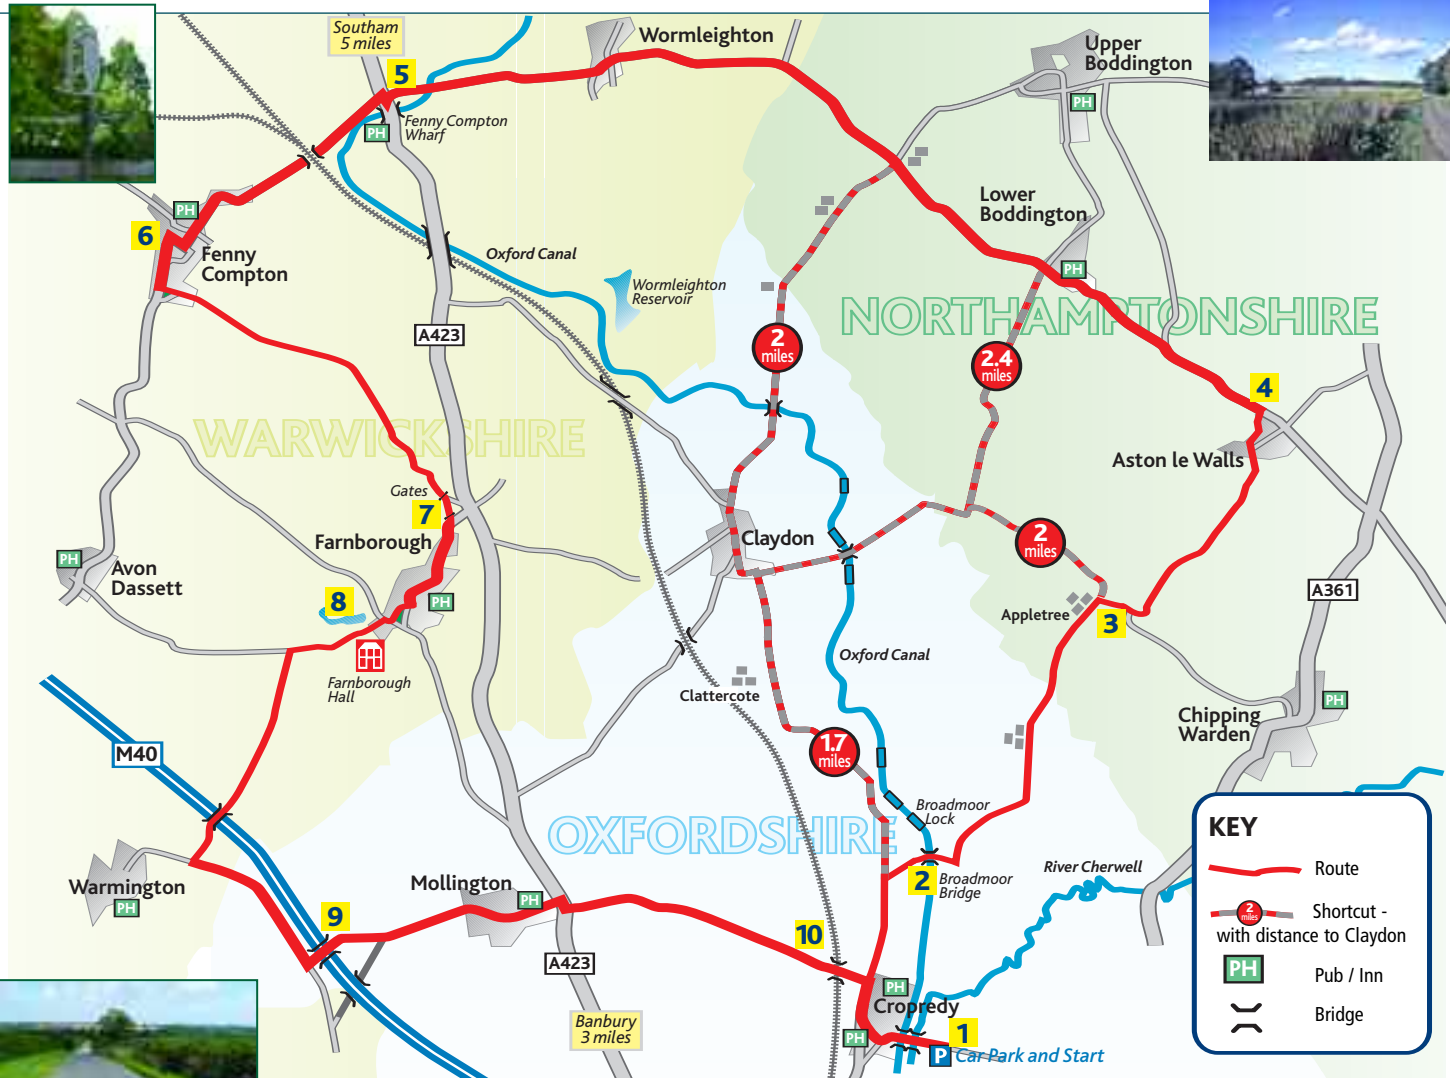 Southam
5 miles
Wormleighton
Upper
Boddington
5
PH
Fenny Compton
Wharf
PH
PH
6
Fenny
Compton
Lower
Boddington
PH
Oxford Canal
Wormleighton
Reservoir
NORTHAMPTONSHIRE
A423
2
miles
2.4
miles
4
WARWICKSHIRE
Aston le Walls
Gates
7
Farnborough
Claydon
2
miles
PH
Avon
Dassett
8
PH
A361
Appletree
3
Farnborough
Hall
Oxford Canal
Clattercote
PH
Chipping
Warden
M40
1.7
miles
Broadmoor
Lock
OXFORDSHIRE
KEY
Route
2
miles
Shortcut -
with distance to Claydon
PH
Pub / Inn
Bridge
River Cherwell
2
Broadmoor
Bridge
Mollington
PH
Warmington
PH
9
10
A423
PH
Cropredy
Banbury
3 miles
PH
1
P Car Park and Start